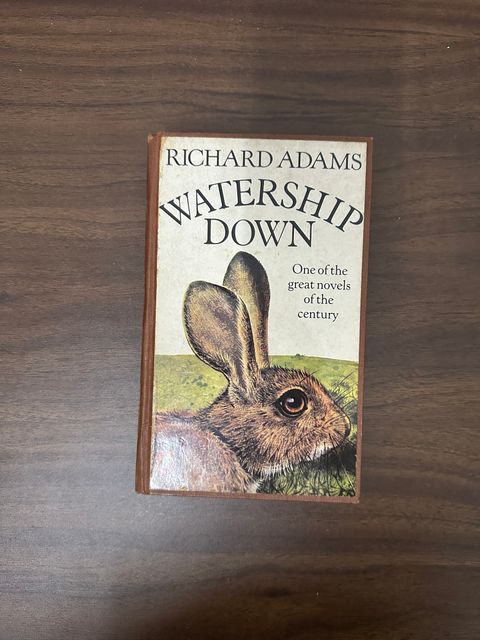 RICHARD ADAMS
WATERSHIP
DOWN
One of the
great novels
of the
century